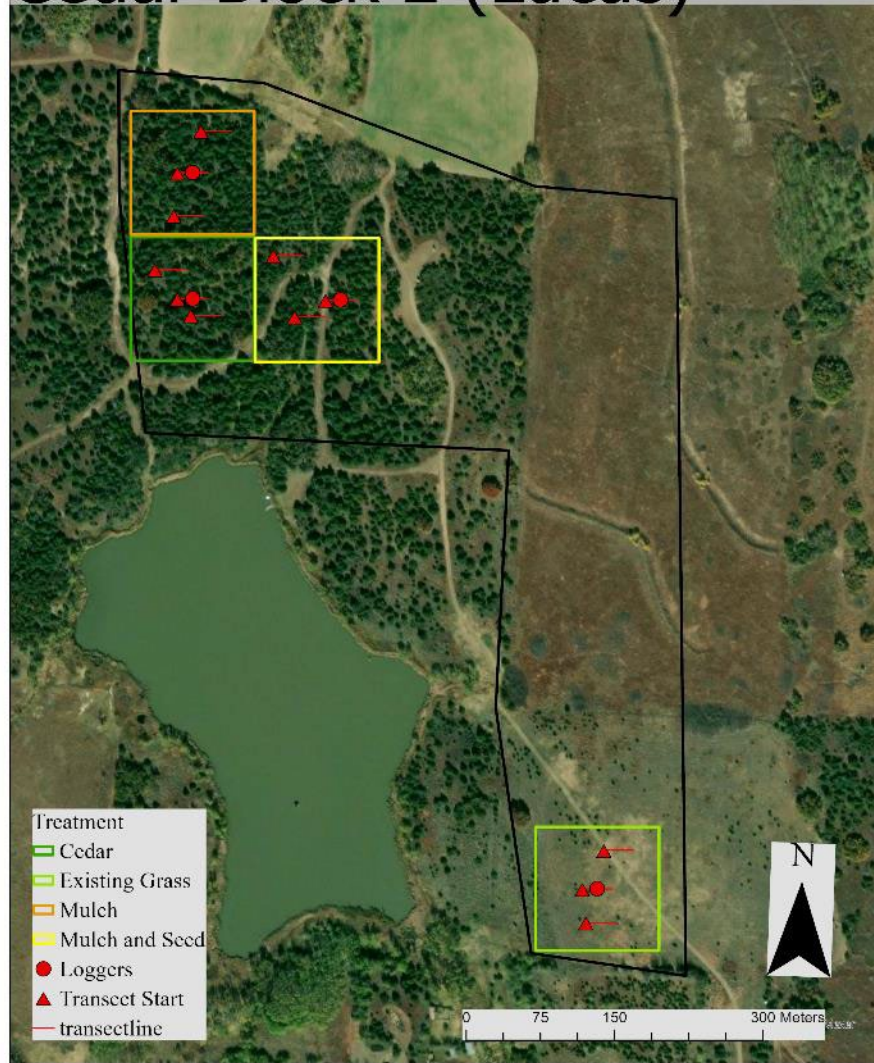 Treatment
Cedar
Existing Grass
Mulch
Mulch and Seed
Loggers
Transect Start
transectline
N
0 75 150 300 Meters